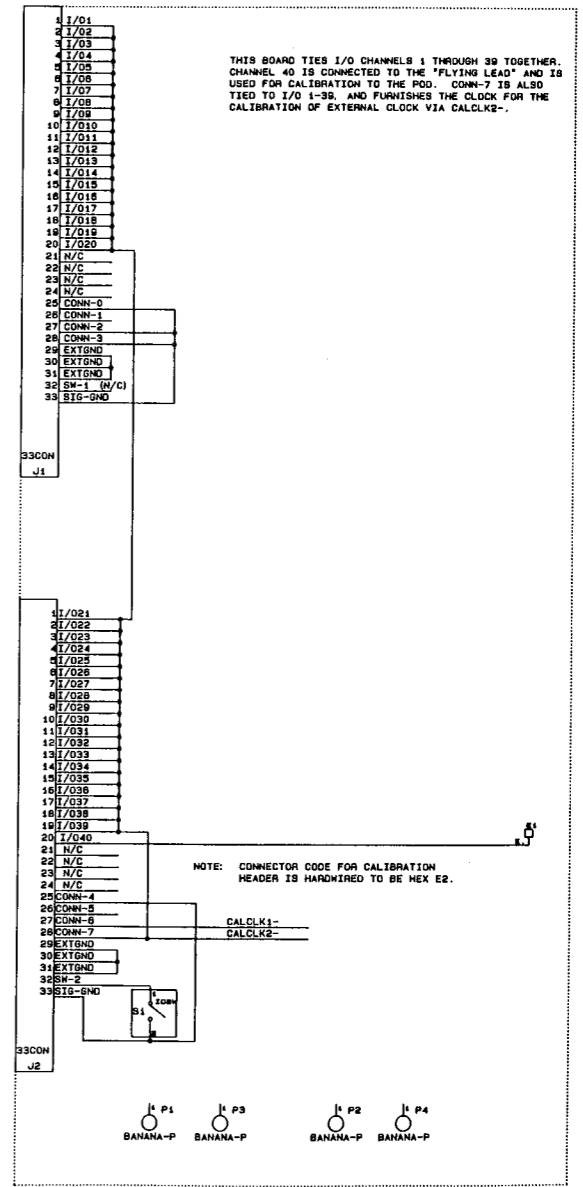 1 I/O1
2 I/O2
3 I/O3
4 I/O4
5 I/O5
6 I/O6
7 I/O7
8 I/O8
9 I/O9
10 I/O10
11 I/O11
12 I/O12
13 I/O13
14 I/O14
15 I/O15
16 I/O16
17 I/O17
18 I/O18
19 I/O19
20 I/O20
21 N/C
22 N/C
23 N/C
24 N/C
25 CONN-0
26 CONN-1
27 CONN-2
28 CONN-3
29 EXTGND
30 EXTGND
31 EXTGND
32 SW-1 (N/C)
33 SIG-GND
33CON
J1
THIS BOARD TIES I/O CHANNELS 1 THROUGH 39 TOGETHER.
CHANNEL 40 IS CONNECTED TO THE "FLYING LEAD" AND IS
USED FOR CALIBRATION TO THE POD. CONN-7 IS ALSO
TIED TO I/O 1-39, AND FURNISHES THE CLOCK FOR THE
CALIBRATION OF EXTERNAL CLOCK VIA CALCLK2-.
1 I/O21
2 I/O22
3 I/O23
4 I/O24
5 I/O25
6 I/O26
7 I/O27
8 I/O28
9 I/O29
10 I/O30
11 I/O31
12 I/O32
13 I/O33
14 I/O34
15 I/O35
16 I/O36
17 I/O37
18 I/O38
19 I/O39
20 I/O40
21 N/C
22 N/C
23 N/C
24 N/C
25 CONN-4
26 CONN-5
27 CONN-6
28 CONN-7
29 EXTGND
30 EXTGND
31 EXTGND
32 SW-2
33 SIG-GND
33CON
J2
NOTE: CONNECTOR CODE FOR CALIBRATION
HEADER IS HARDWIRED TO BE HEX E2.
CALCLK1-
CALCLK2-
1
S1
1 P1
BANANA-P
1 P3
BANANA-P
1 P2
BANANA-P
1 P4
BANANA-P